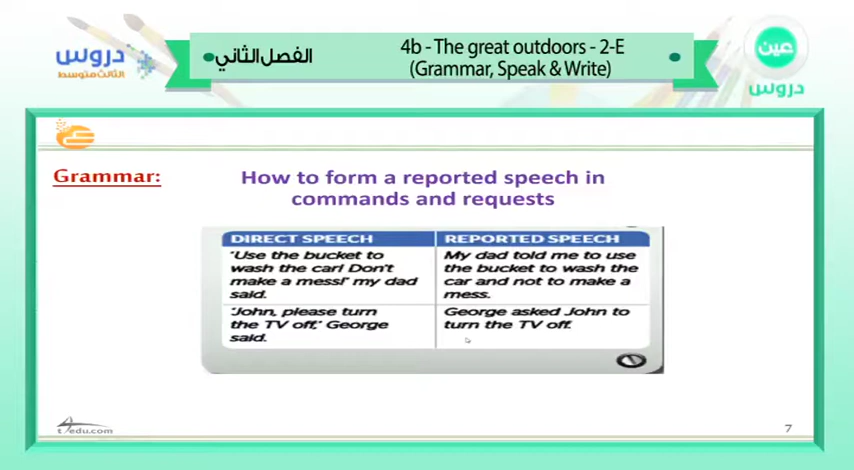 دروس
الثالث متوسط
الفصل الثاني
4b - The great outdoors - 2-E
(Grammar, Speak & Write)
عين
دروس
Grammar:
How to form a reported speech in
commands and requests
DIRECT SPEECH
'Use the bucket to
wash the car! Don't
make a mess!' my dad
said.
REPORTED SPEECH
My dad told me to use
the bucket to wash the
car and not to make a
mess.
'John, please turn
the TV off,' George
said.
George asked John to
turn the TV off.
t4edu.com
7